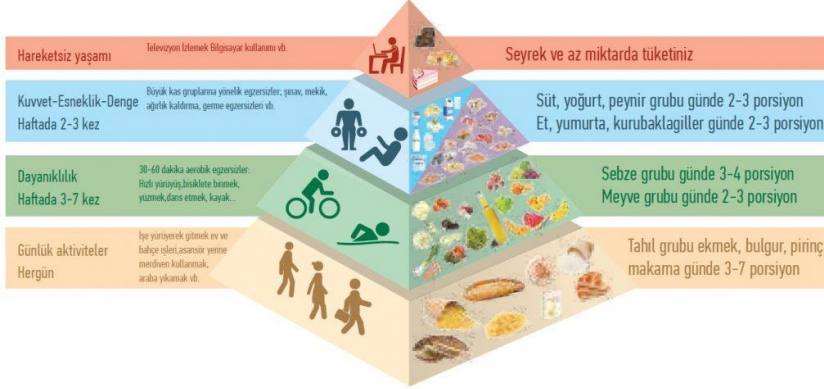 Hareketsiz yaşamı
Televizyon İzlemek Bilgisayar kullanımı vb.
Seyrek ve az miktarda tüketiniz
Kuvvet-Esneklik-Denge
Haftada 2-3 kez
Büyük kas gruplarına yönelik egzersizler; şınav, mekik,
ağırlık kaldırma, germe egzersizleri vb.
Süt, yoğurt, peynir grubu günde 2-3 porsiyon
Et, yumurta, kurubaklagiller günde 2-3 porsiyon
Dayanıklılık
Haftada 3-7 kez
30-60 dakika aerobik egzersizler:
Hızlı yürüyüş,bisiklete binmek,
yüzmek,dans etmek, kayak...
Sebze grubu günde 3-4 porsiyon
Meyve grubu günde 2-3 porsiyon
Günlük aktiviteler
Hergün
İşe yürüyerek gitmek ev ve
bahçe işleri,asansör yerine
merdiven kullanmak,
araba yıkamak vb.
Tahıl grubu ekmek, bulgur, pirinç
makarna günde 3-7 porsiyon